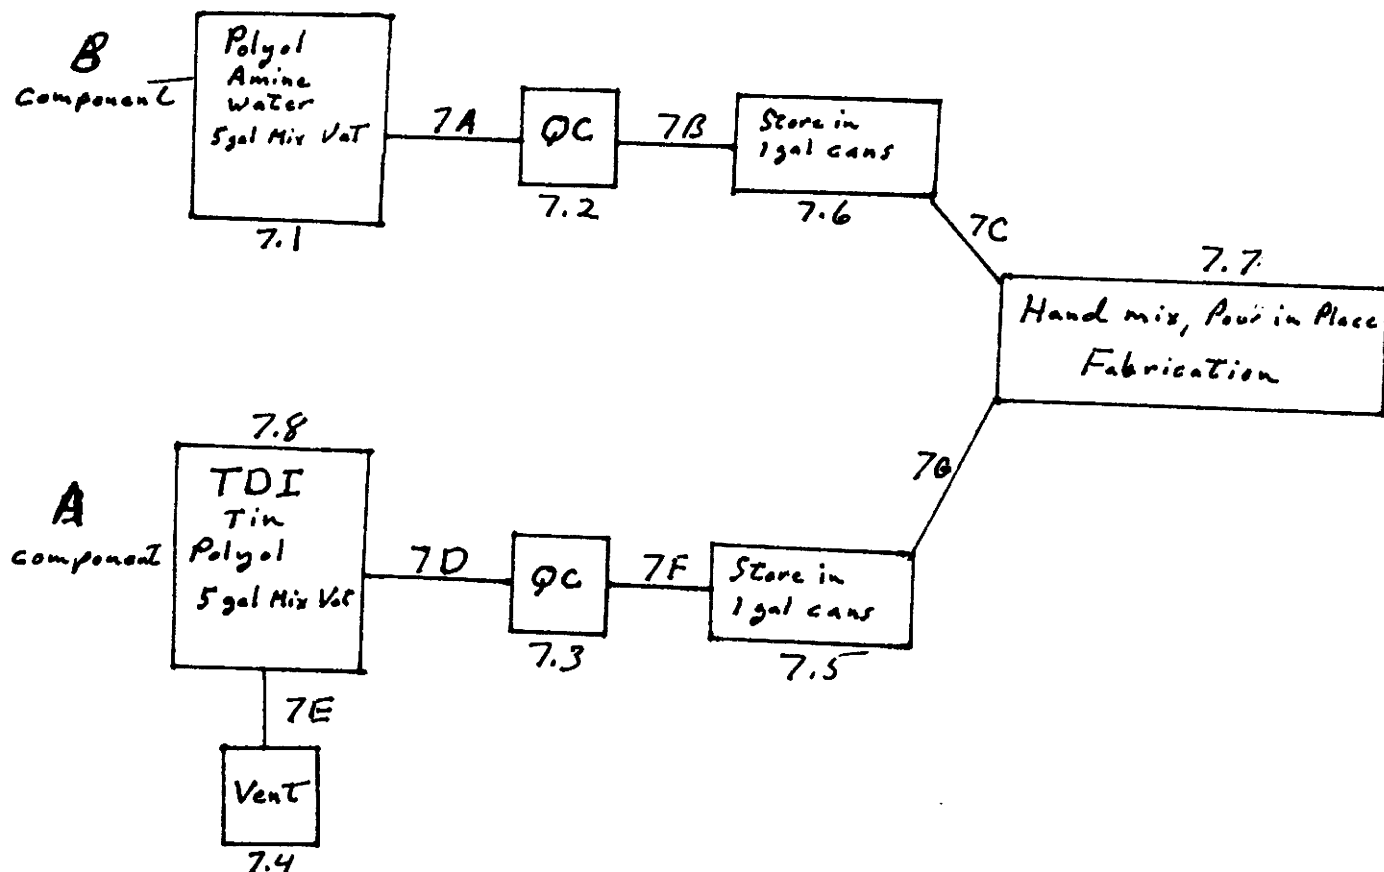 B
component
Polyol
Amine
water
5 gal Mix Vat
7.1
7A
QC
7.2
7B
Store in
1 gal cans
7.6
7C
7.7
Hand mix, Pour in Place
Fabrication
A
component
7.8
TDI
Tin
Polyol
5 gal Mix Vat
7D
QC
7.3
7F
Store in
1 gal cans
7.5
7G
7E
Vent
7.4